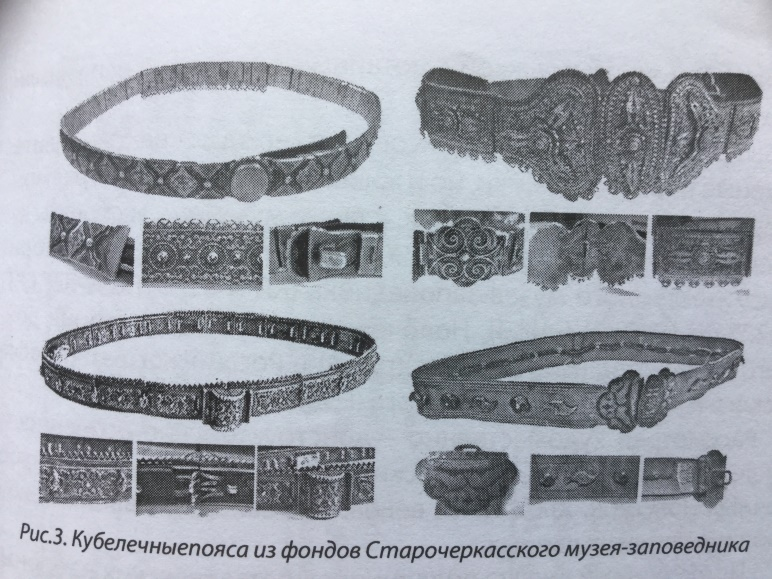 Рис.3. Кубелечныепояса из фондов Старочеркасского музея-заповедника